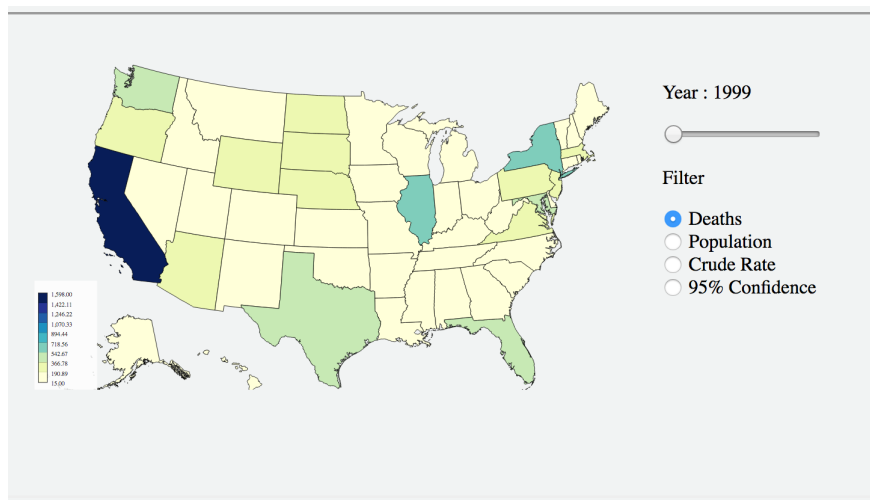 Year : 1999
Filter
Deaths
Population
Crude Rate
95% Confidence
1,598.00
1,422.11
1,246.22
1,070.33
894.44
718.56
542.67
366.78
190.89
15.00